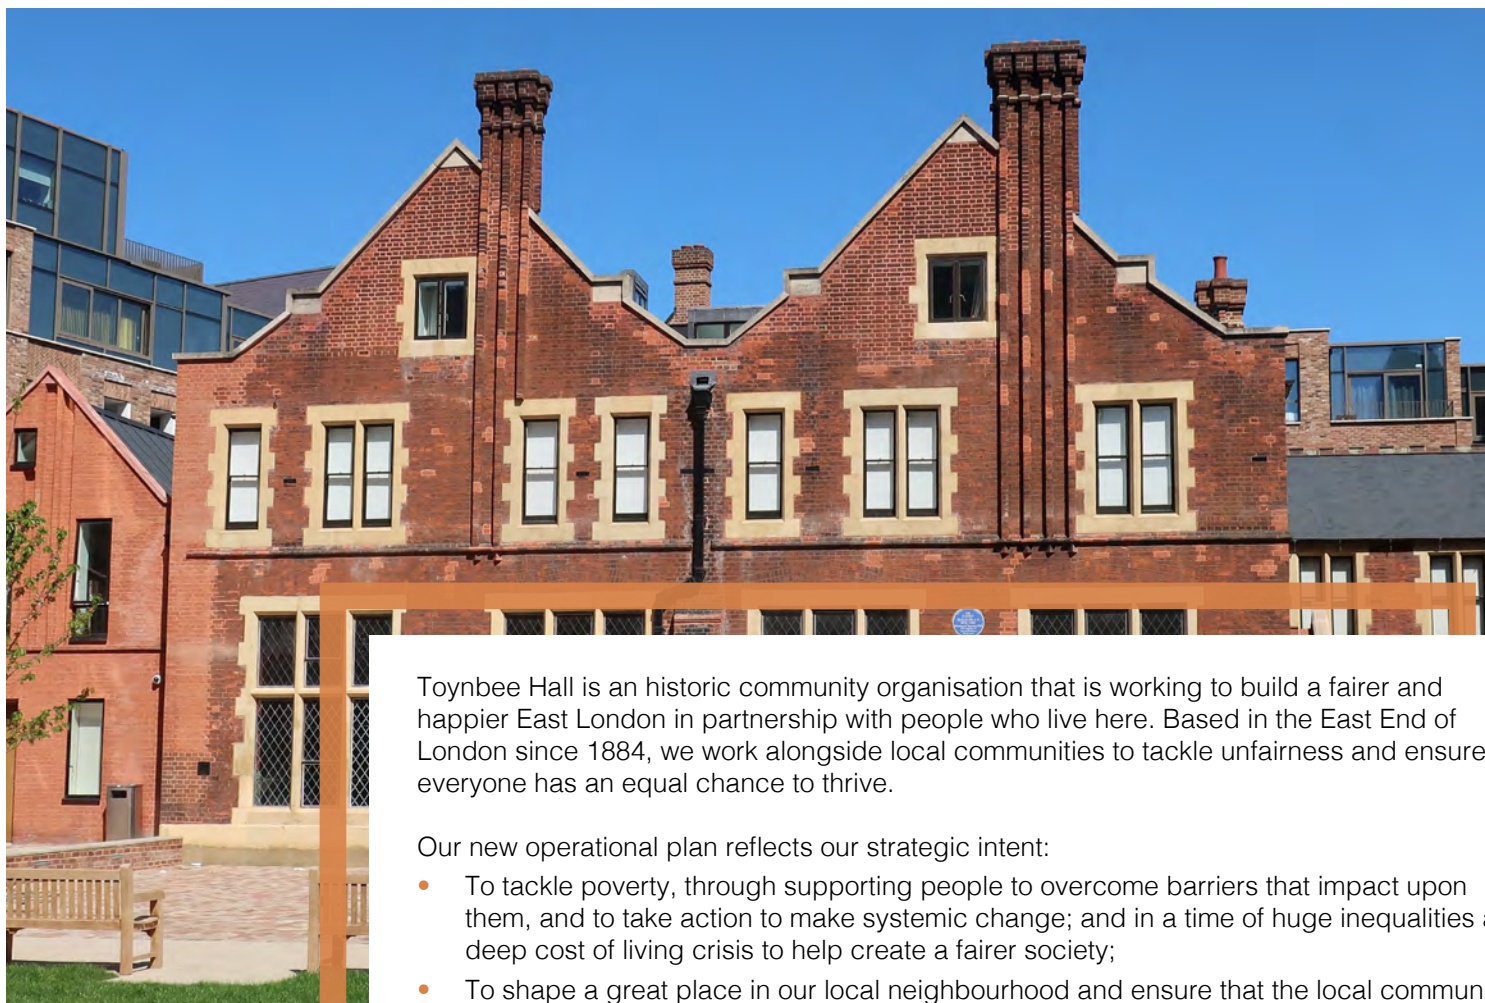 Toynbee Hall is an historic community organisation that is working to build a fairer and
happier East London in partnership with people who live here. Based in the East End of
London since 1884, we work alongside local communities to tackle unfairness and ensure
everyone has an equal chance to thrive.
Our new operational plan reflects our strategic intent:
• To tackle poverty, through supporting people to overcome barriers that impact upon
them, and to take action to make systemic change; and in a time of huge inequalities
deep cost of living crisis to help create a fairer society;
• To shape a great place in our local neighbourhood and ensure that the local